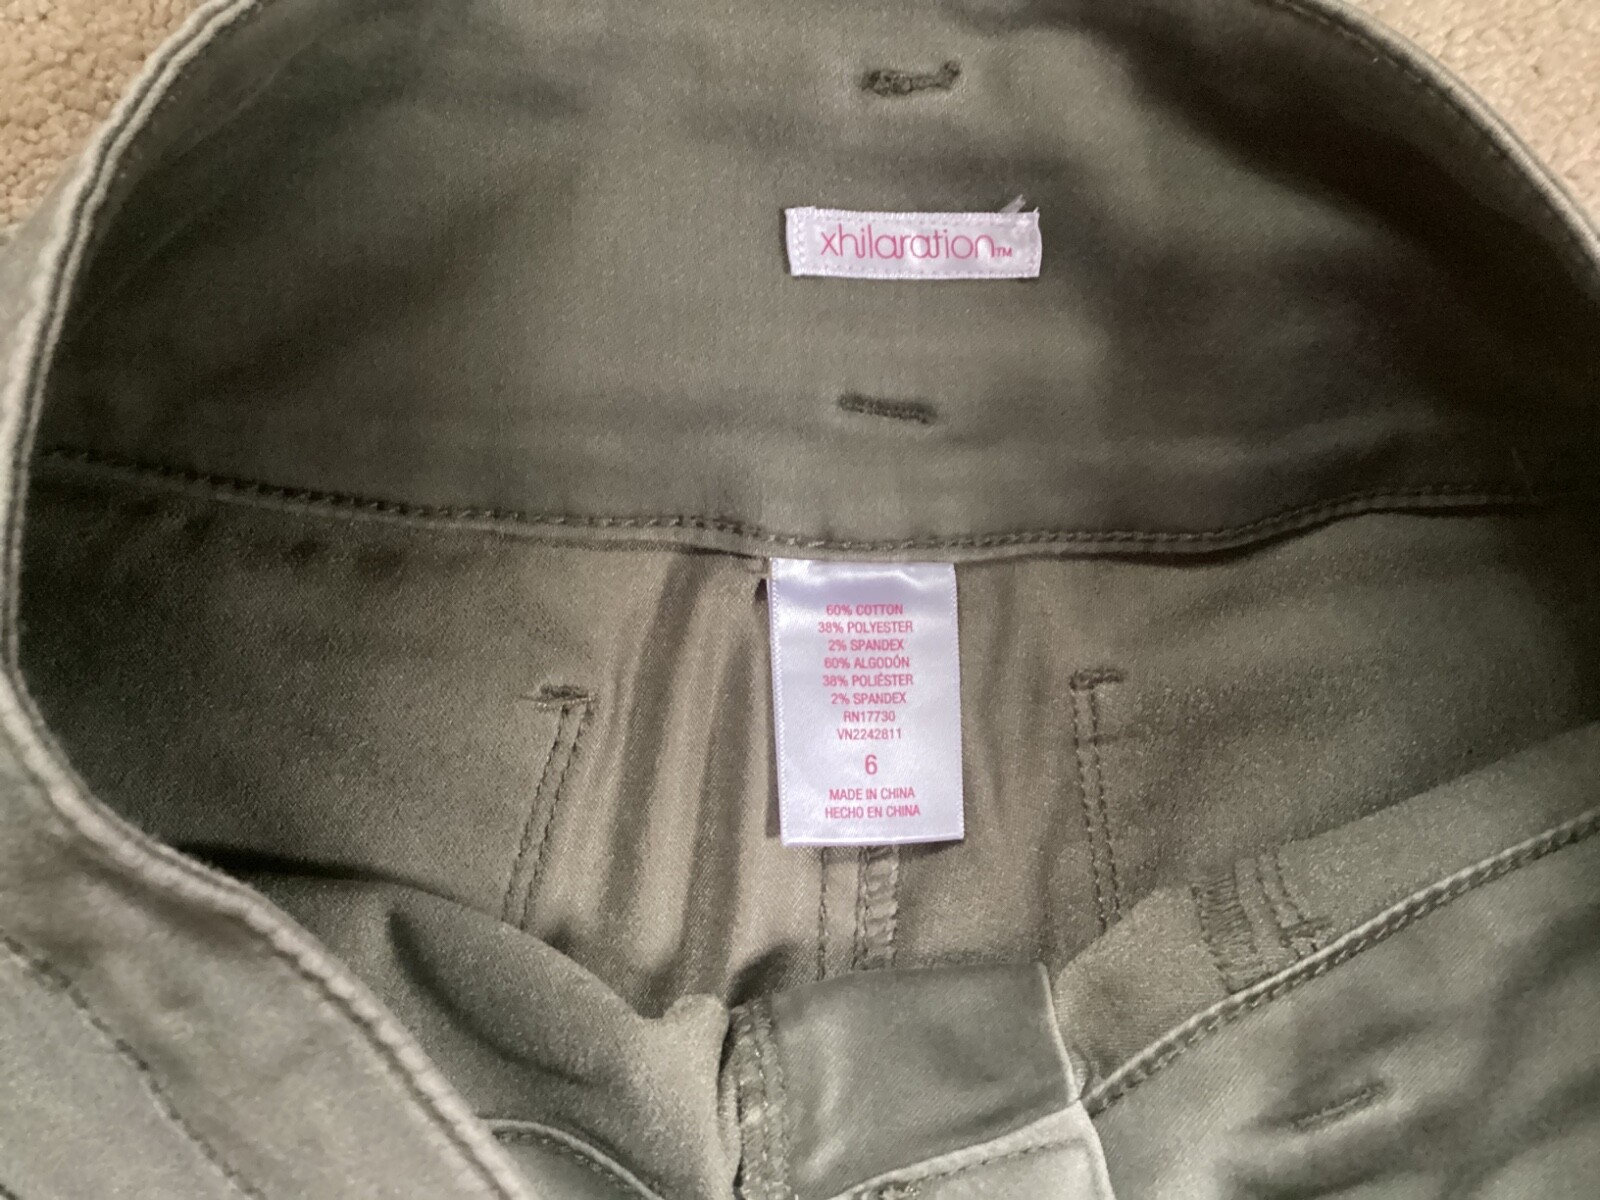 xhilaration™
60% COTTON
38% POLYESTER
2% SPANDEX
60% ALGODÓN
38% POLIÉSTER
2% SPANDEX
RN17730
VN2242811
6
MADE IN CHINA
HECHO EN CHINA